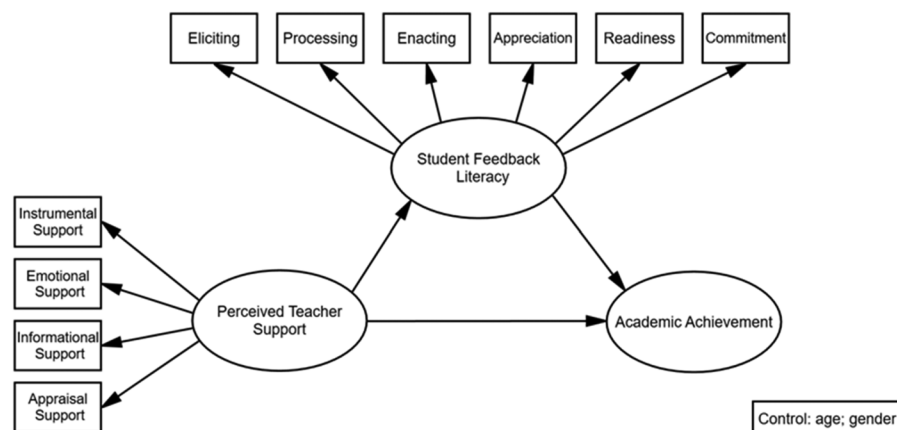 Eliciting
Processing
Enacting
Appreciation
Readiness
Commitment
Student Feedback
Literacy
Instrumental
Support
Emotional
Support
Informational
Support
Appraisal
Support
Perceived Teacher
Support
Academic Achievement
Control: age; gender